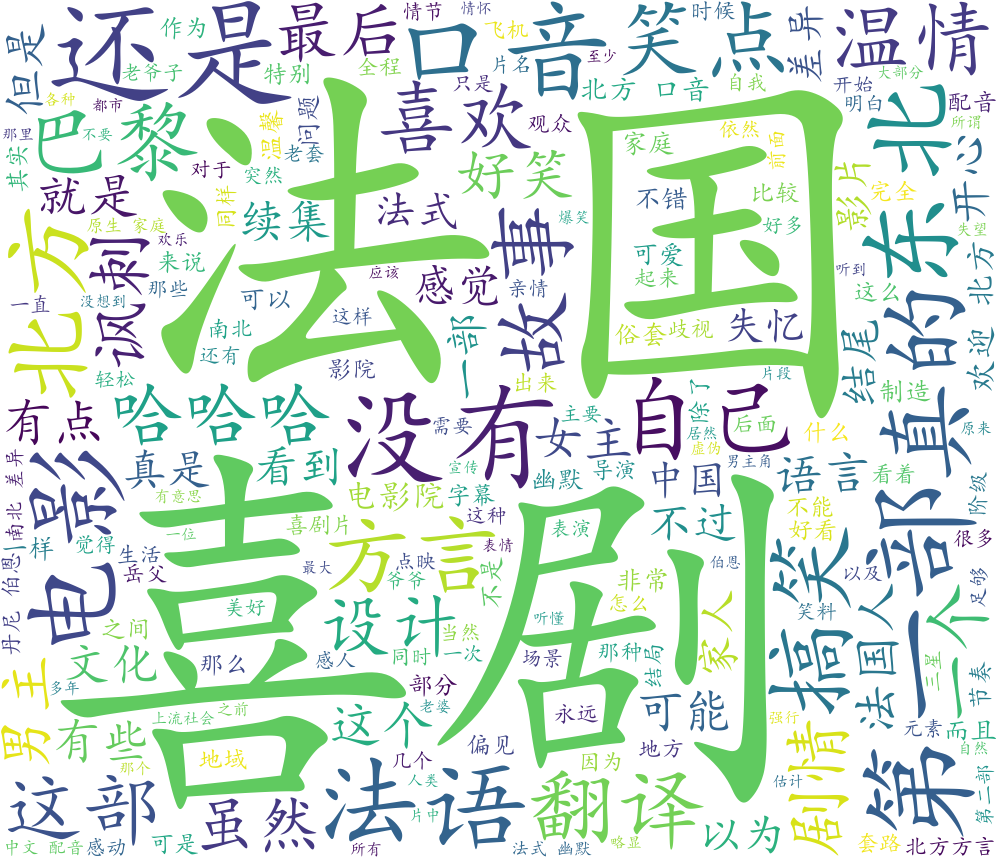 法国
喜剧
还是
最后
口音
笑点
差异
温情
但是
作为
情节
情怀
飞机
时候
老爷子
特别
全程
片名
只是
至少
北方 口音
自我
开始
大部分
明白
配音
所谓
各种
都市
那里
不要
巴黎
温馨
问题
老套
喜欢
观众
家庭
依然
前面
影片
北
完全
开心
失望
其实
对于
突然
同样
好笑
不错
比较
好多
就是
原生 家庭
欢乐
续集
法式
爆笑
可爱
起来
听到
的东
北方
讽刺
来说
那些
应该
感觉
故事
亲情
这么
北方
一直
没想到
可以
南北
这样
还有
影院
一部
俗套
歧视
失忆
结尾
欢迎
轻松
出来
片段
制造
有点
哈哈哈
没有
自己
需要
主要
女主
除了
居然
后面
什么
真
原来
电影
南北 差异
真是
看到
宣传
虚伪
男主角
中国
语言
看着
阶级
有意思
电影院
字幕
幽默
导演
不能
好看
很多
一样
觉得
一位
喜剧片
这种
表演
不过
一部
足够
丹尼 伯恩
生活
岳父
最大
方言
点映
表情
爷爷
不是
非常
伯恩
笑
以及
法国人
一个
美好
设计
听懂
怎么
家人
笑料
三星
之间
文化
那么
感人
当然
同时
一次
场景
那种
结局
搞
节奏
男主
多年
上流社会
之前
部分
老婆
永远
可能
强行
元素
而且
自然
有些
那个
地域
这个
几个
偏见
因为
地方
剧情
第
第二部
这部
虽然
人类
法语
片中
翻译
估计
以为
中文 配音
感动
可是
所有
法式 幽默
略显
套路
北方方言